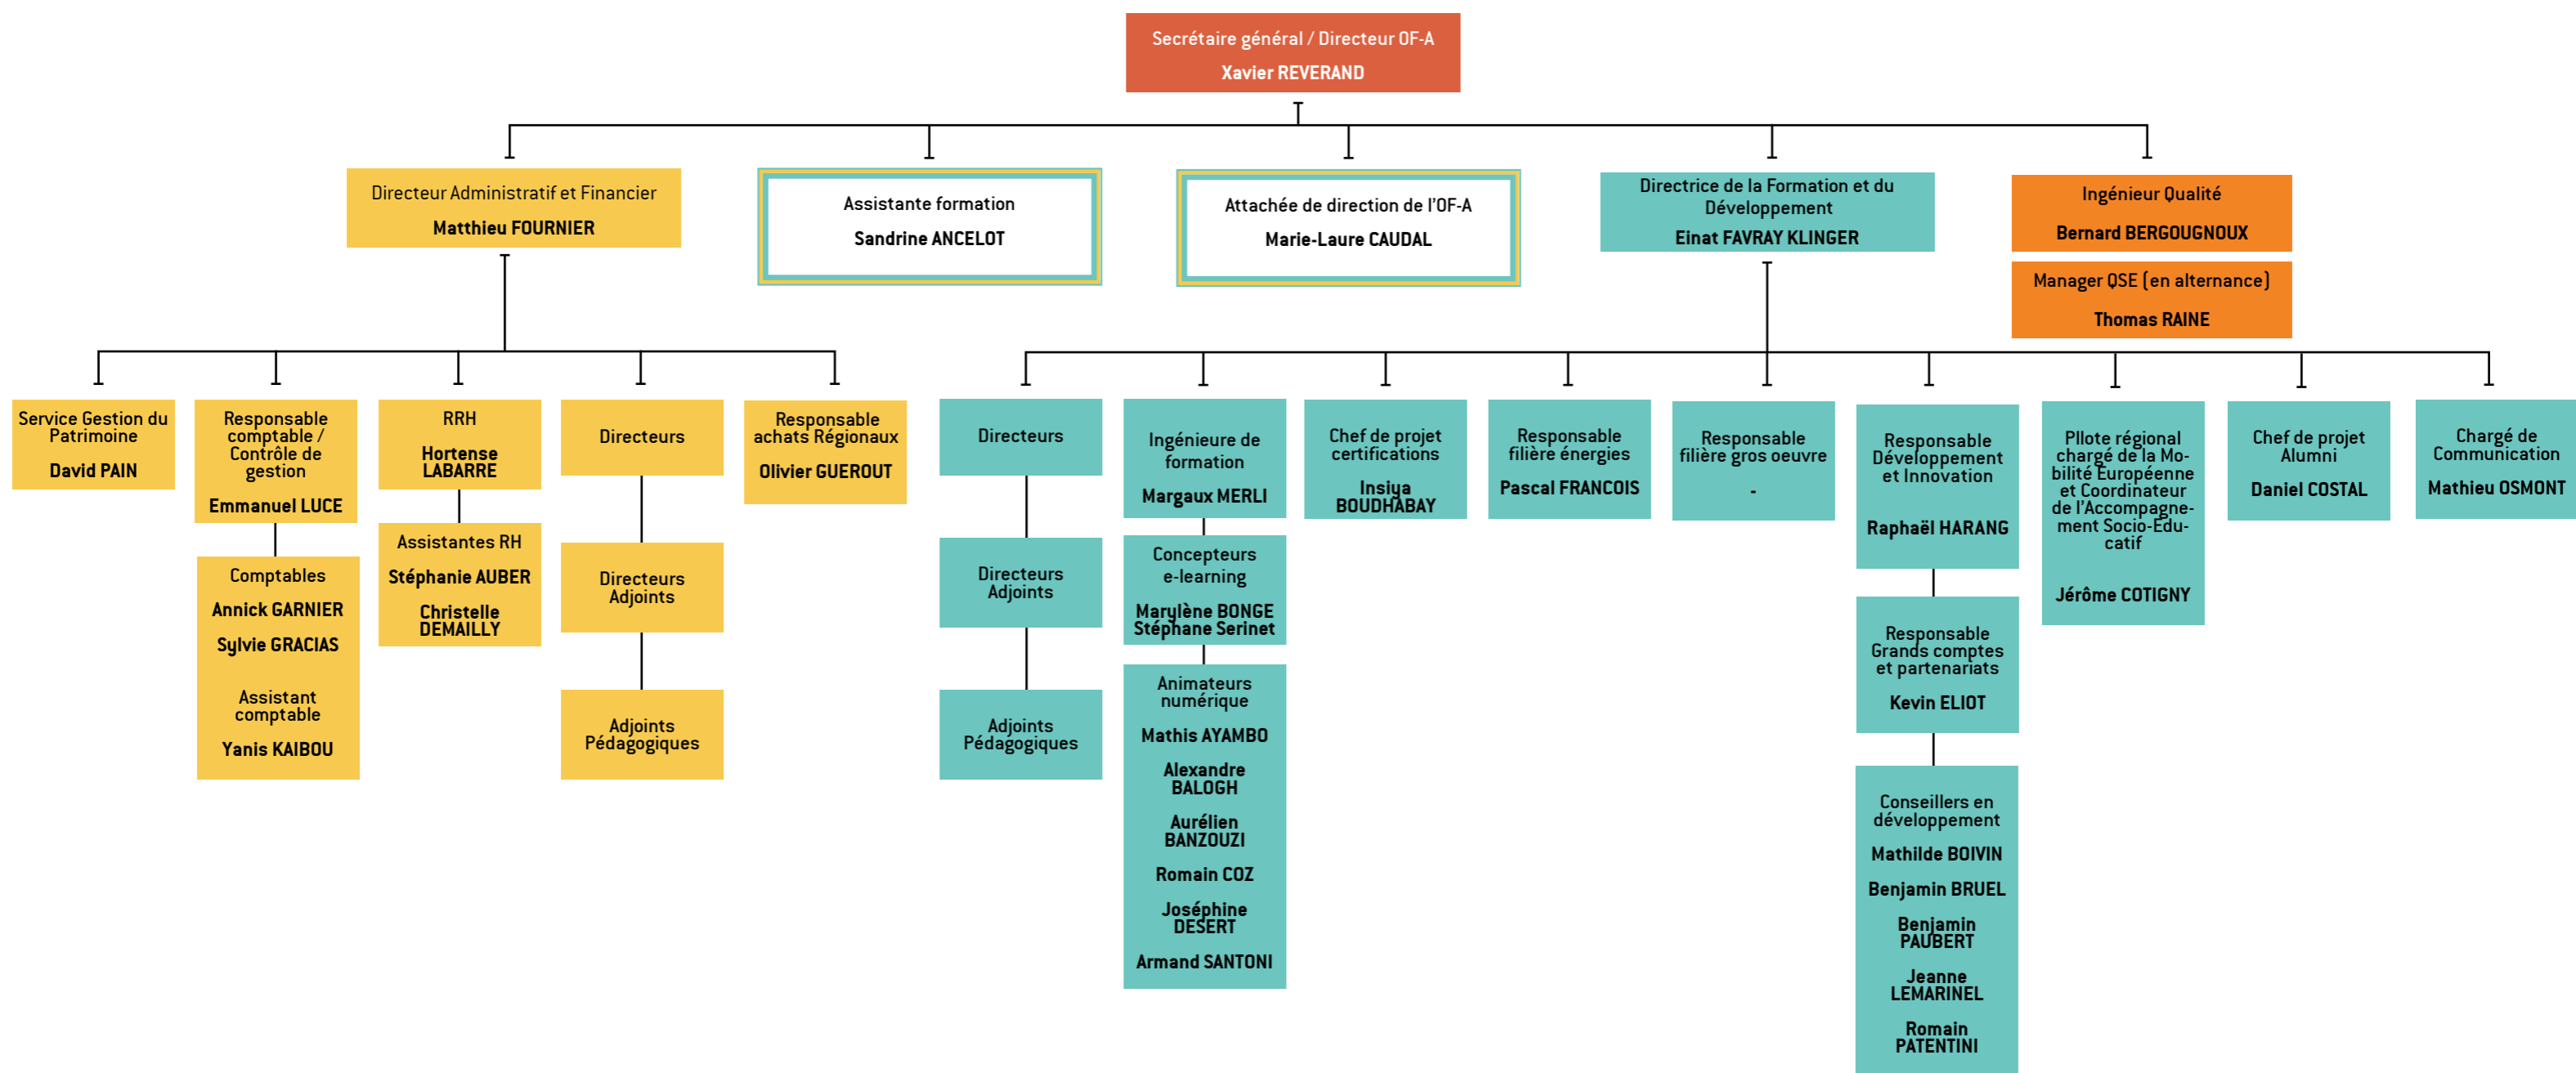 Secrétaire général / Directeur OF-A
Xavier REVERAND
Directeur Administratif et Financier
Matthieu FOURNIER
Assistante formation
Sandrine ANCELOT
Attachée de direction de l'OF-A
Marie-Laure CAUDAL
Directrice de la Formation et du
Développement
Einat FAVRAY KLINGER
Ingénieur Qualité
Bernard BERGOUGNOUX
Manager QSE (en alternance)
Thomas RAINE
Service Gestion du
Patrimoine
David PAIN
Responsable
comptable /
Contrôle de
gestion
Emmanuel LUCE
Comptables
Annick GARNIER
Sylvie GRACIAS
Assistant
comptable
Yanis KAIBOU
RRH
Hortense
LABARRE
Assistantes RH
Stéphanie AUBER
Christelle
DEMAILLY
Directeurs
Directeurs
Adjoints
Adjoints
Pédagogiques
Responsable
achats Régionaux
Olivier GUEROUT
Directeurs
Directeurs
Adjoints
Adjoints
Pédagogiques
Ingénieure de
formation
Margaux MERLI
Concepteurs
e-learning
Marylène BONGE
Stéphane Serinet
Animateurs
numérique
Mathis AYAMBO
Alexandre
BALOGH
Aurélien
BANZOUZI
Romain COZ
Joséphine
DESERT
Armand SANTONI
Chef de projet
certifications
Insiya
BOUDHABAY
Responsable
filière énergies
Pascal FRANCOIS
Responsable
filière gros oeuvre
-
Responsable
Développement
et Innovation
Raphaël HARANG
Responsable
Grands comptes
et partenariats
Kevin ELIOT
Conseillers en
développement
Mathilde BOIVIN
Benjamin BRUEL
Benjamin
PAUBERT
Jeanne
LEMARINEL
Romain
PATENTINI
PIlote régional
chargé de la Mo-
bilité Européenne
et Coordinateur
de l'Accompagne-
ment Socio-Edu-
catif
Jérôme COTIGNY
Chef de projet
Alumni
Daniel COSTAL
Chargé de
Communication
Mathieu OSMONT